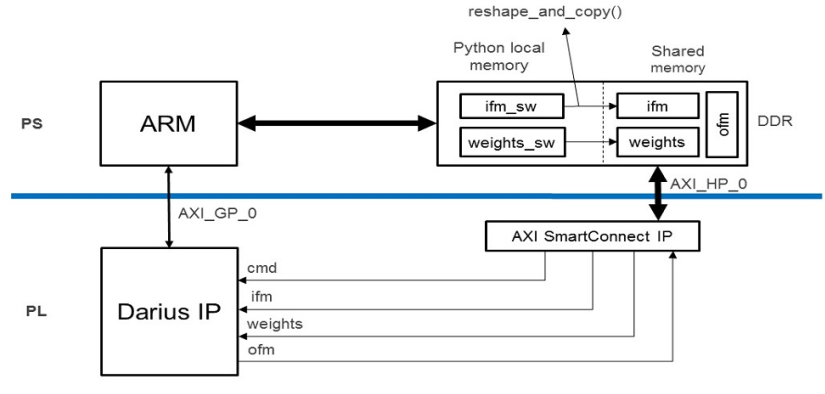 reshape_and_copy()
Python local
memory
Shared
memory
PS
ARM
ifm_sw
ifm
weights_sw
weights
ofm
DDR
AXI_GP_0
AXI_HP_0
AXI SmartConnect IP
PL
Darius IP
cmd
ifm
weights
ofm